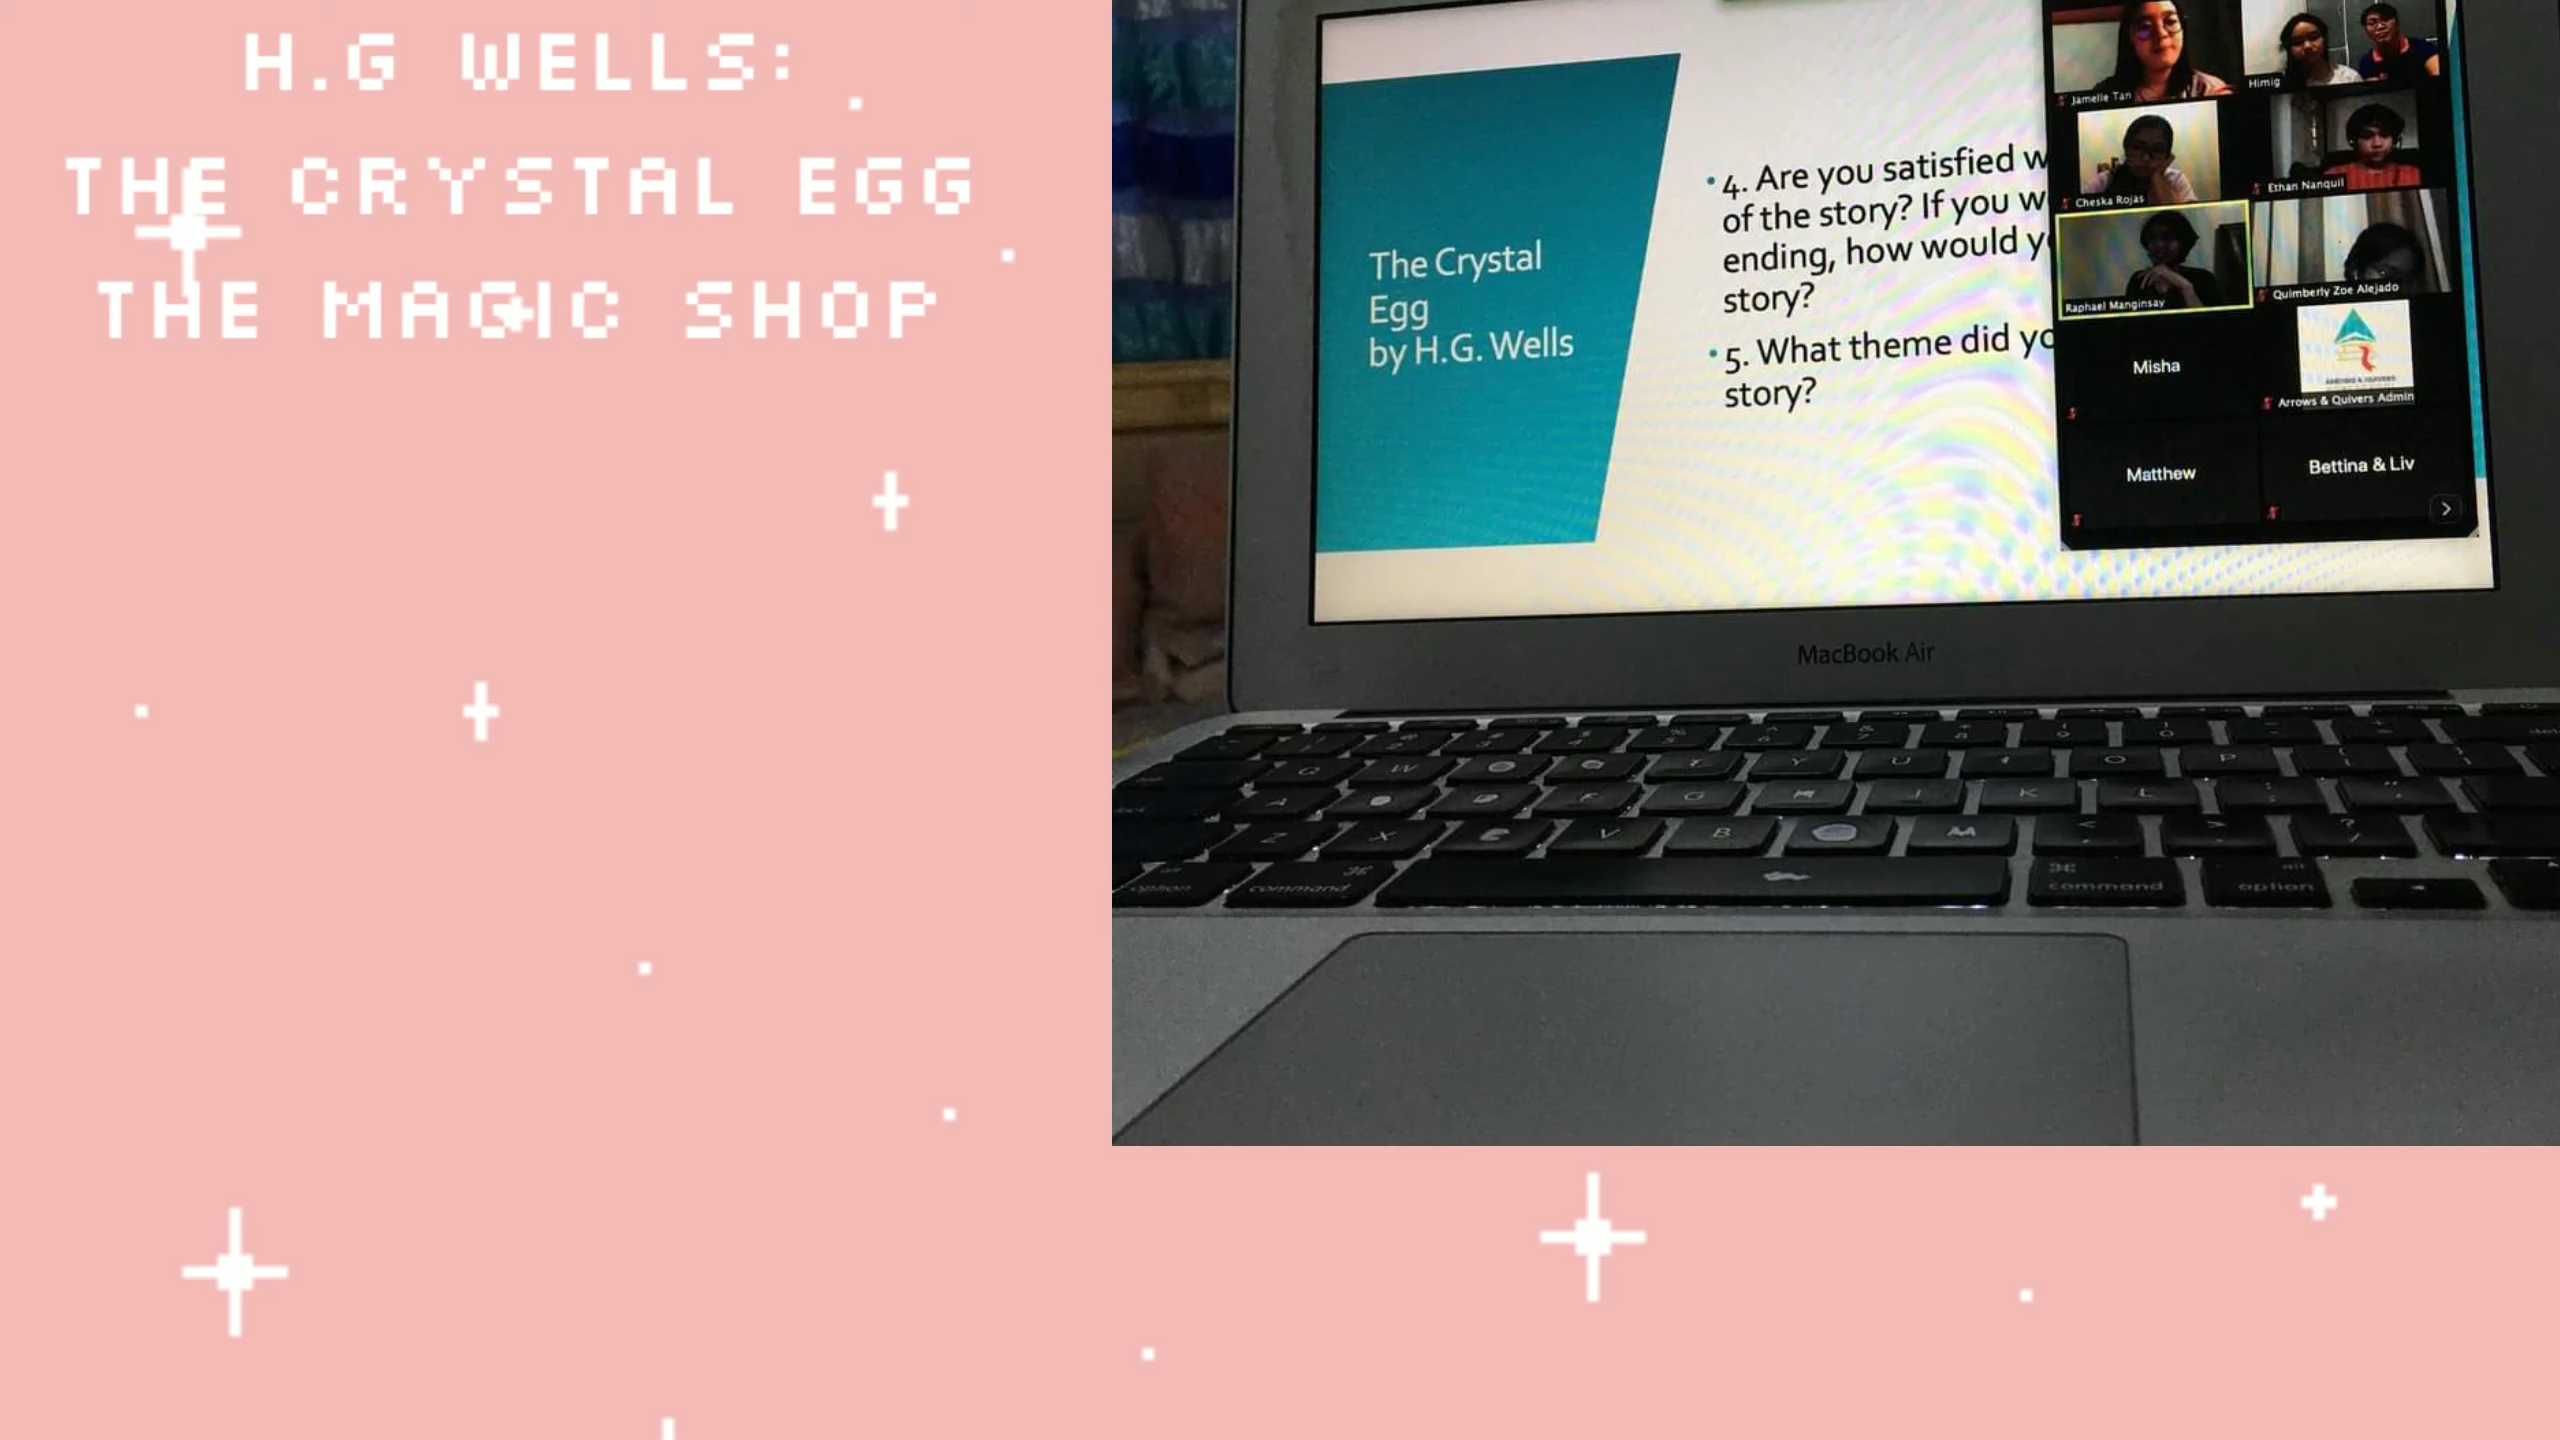 H.G WELLS:
THE CRYSTAL EGG
THE MAGIC SHOP
The Crystal
Egg
by H.G. Wells
• 4. Are you satisfied w
of the story? If you w
ending, how would y
story?
• 5. What theme did yo
story?
Jamelle Tan
Himig
Cheska Rojas
Ethan Nanquil
Raphael Manginsay
Quimberly Zoe Alejado
Misha
Arrows & Quivers Admin
Matthew
Bettina & Liv
MacBook Air
Q W Y U O P
A F G J K L
Z X V B
command
command option